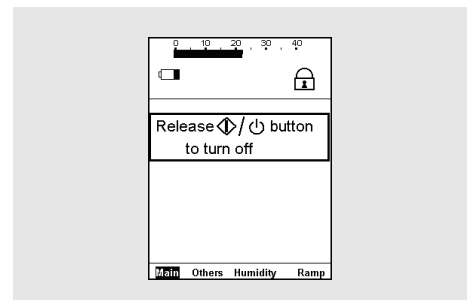 0 10 20 30 40
Release / button
to turn off
Main Others Humidity Ramp